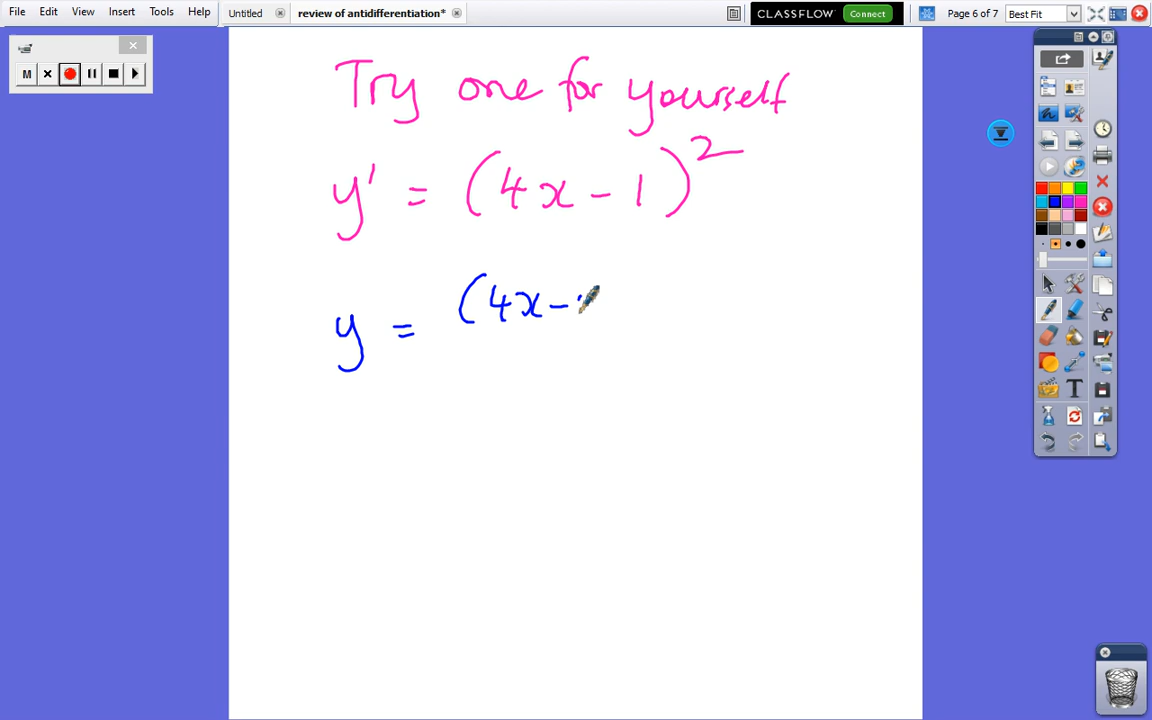 File Edit View Insert Tools Help Untitled review of antidifferentiation* CLASSFLOW Connect Page 6 of 7 Best Fit
M
Try one for yourself
y' = (4x - 1)²
y = (4x -
T